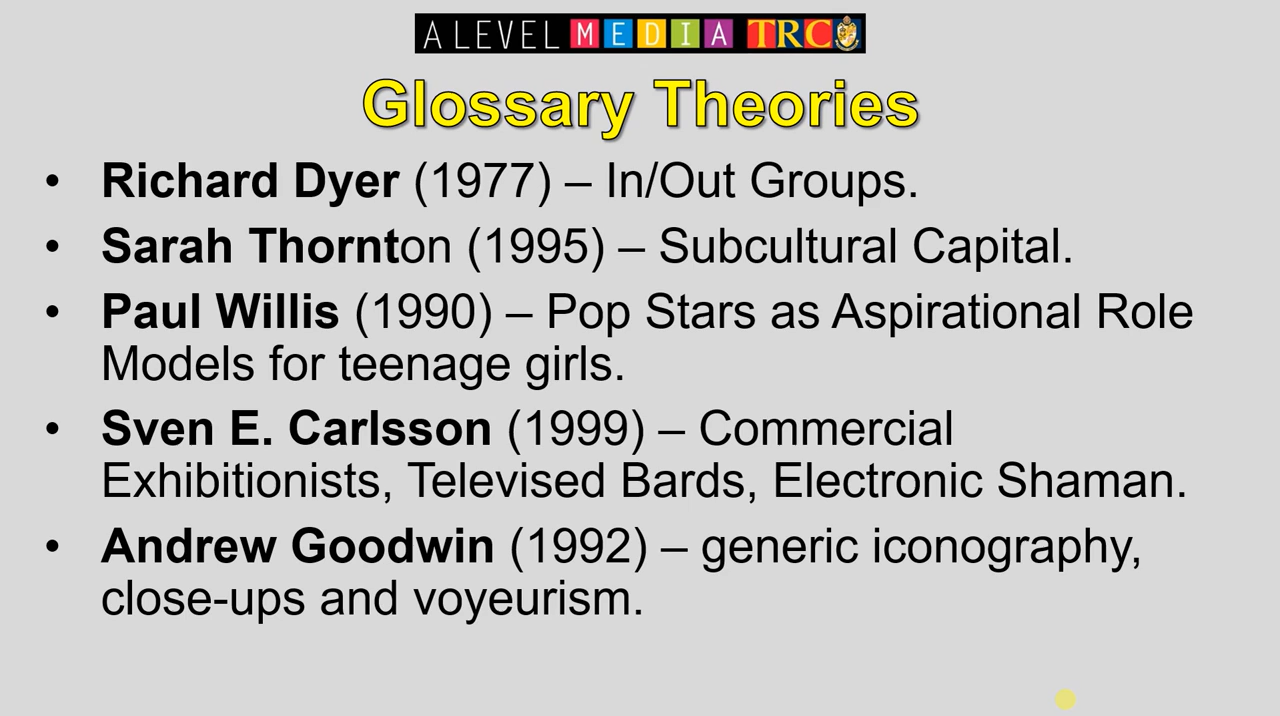 A LEVEL MEDIA TRC
Glossary Theories
• Richard Dyer (1977) – In/Out Groups.
• Sarah Thornton (1995) – Subcultural Capital.
• Paul Willis (1990) – Pop Stars as Aspirational Role
Models for teenage girls.
• Sven E. Carlsson (1999) – Commercial
Exhibitionists, Televised Bards, Electronic Shaman.
• Andrew Goodwin (1992) – generic iconography,
close-ups and voyeurism.